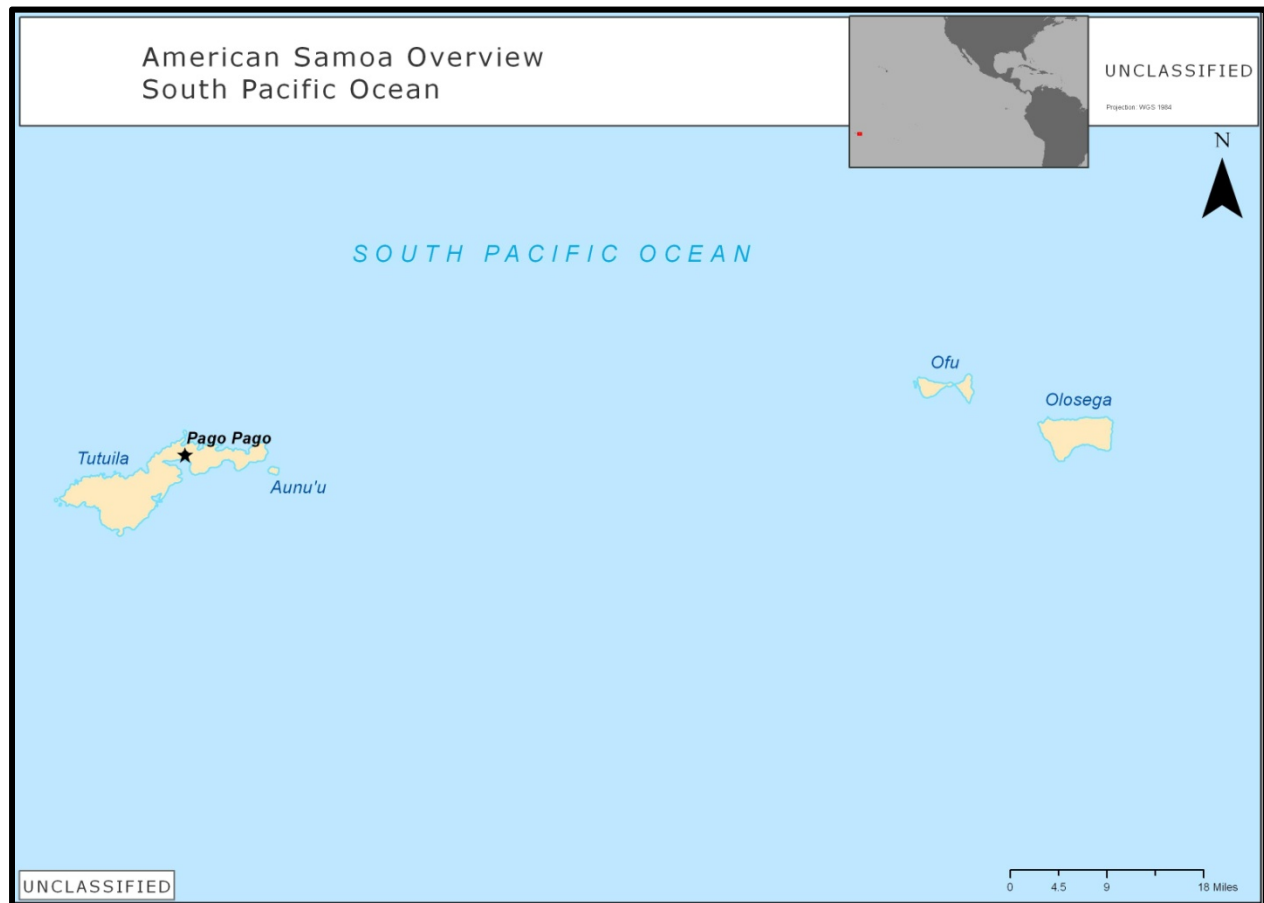 American Samoa Overview
South Pacific Ocean
UNCLASSIFIED
Projection: WGS 1984
N
SOUTH PACIFIC OCEAN
Ofu
Olosega
Pago Pago
Tutuila
Aunu'u
UNCLASSIFIED
0 4.5 9 18 Miles